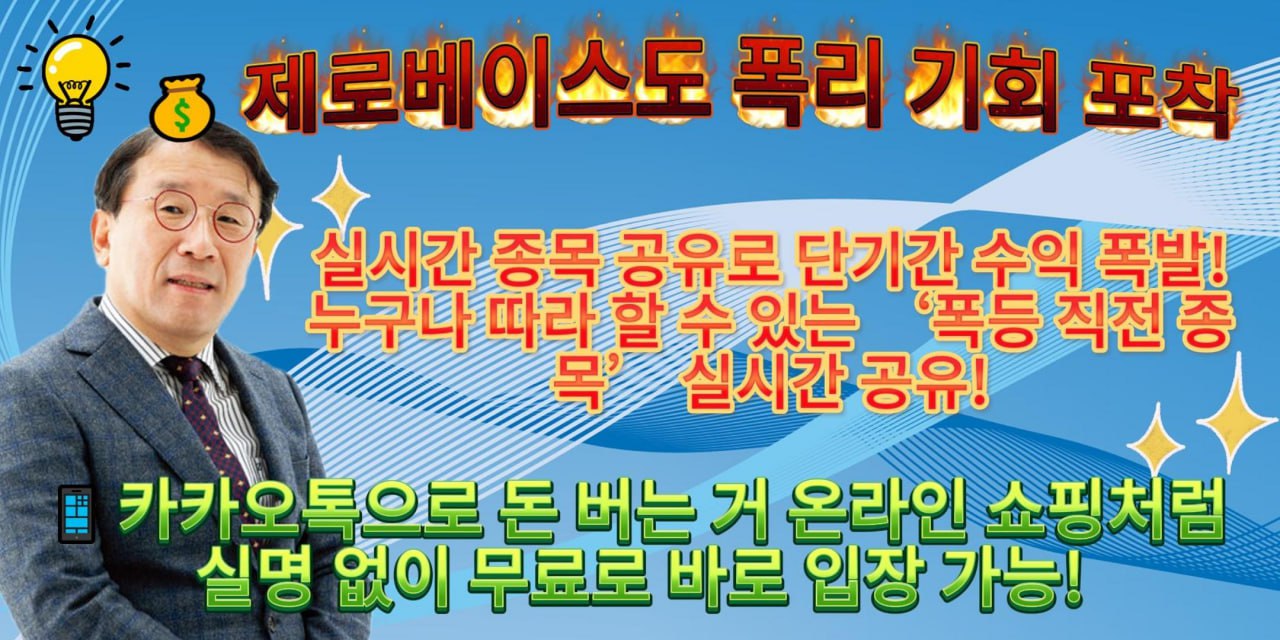 제로베이스도 폭리 기회 포착
실시간 종목 공유로 단기간 수익 폭발!
누구나 따라 할 수 있는 ‘폭등 직전 종
목’ 실시간 공유!
카카오톡으로 돈 버는 거 온라인 쇼핑처럼
실명 없이 무료로 바로 입장 가능!